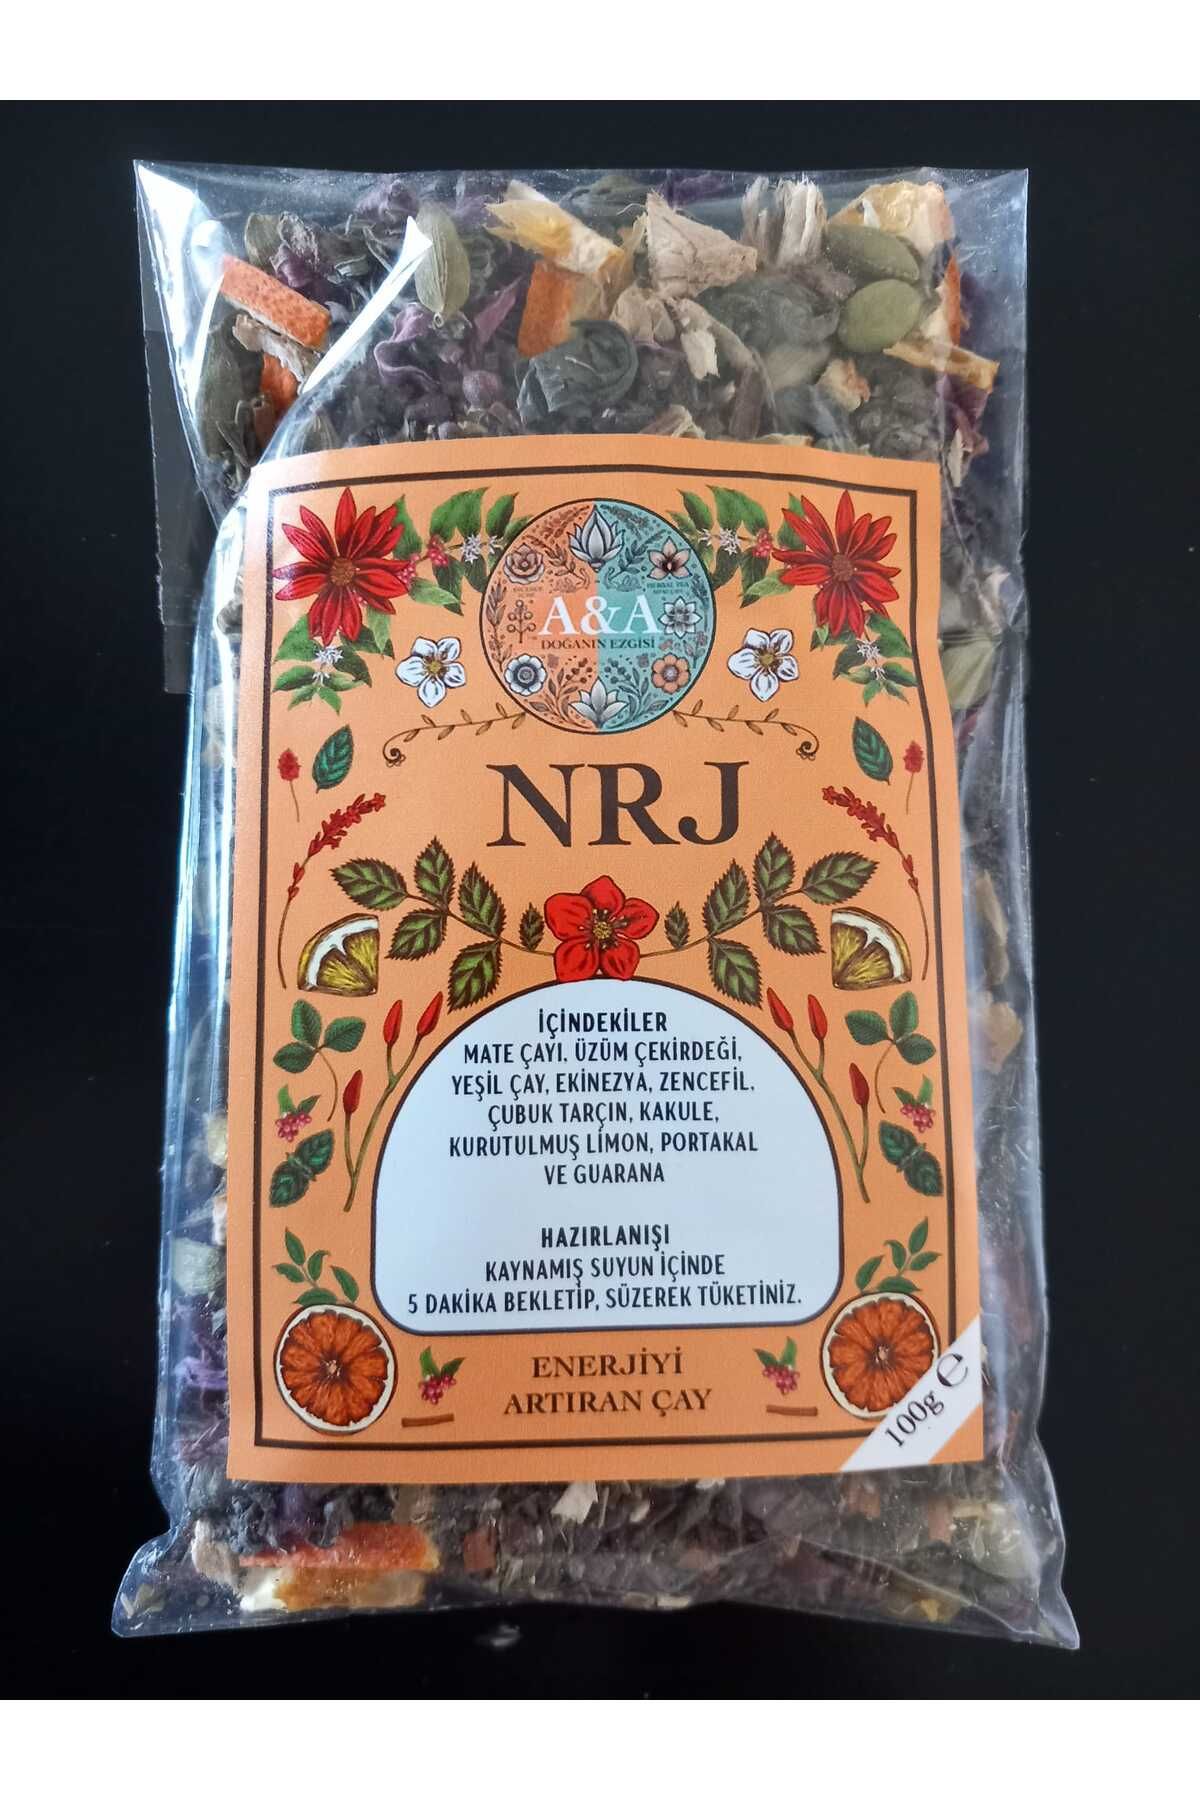 A&A
DOĞANIN EZGİSİ
NRJ
İÇİNDEKİLER
MATE ÇAYI, ÜZÜM ÇEKİRDEĞİ,
YEŞİL ÇAY, EKİNEZYA, ZENCEFİL,
ÇUBUK TARÇIN, KAKULE,
KURUTULMUŞ LİMON, PORTAKAL
VE GUARANA
HAZIRLANIŞI
KAYNAMIŞ SUYUN İÇİNDE
5 DAKİKA BEKLETİP, SÜZEREK TÜKETİNİZ.
ENERJİYİ
ARTIRAN ÇAY
100g ℮